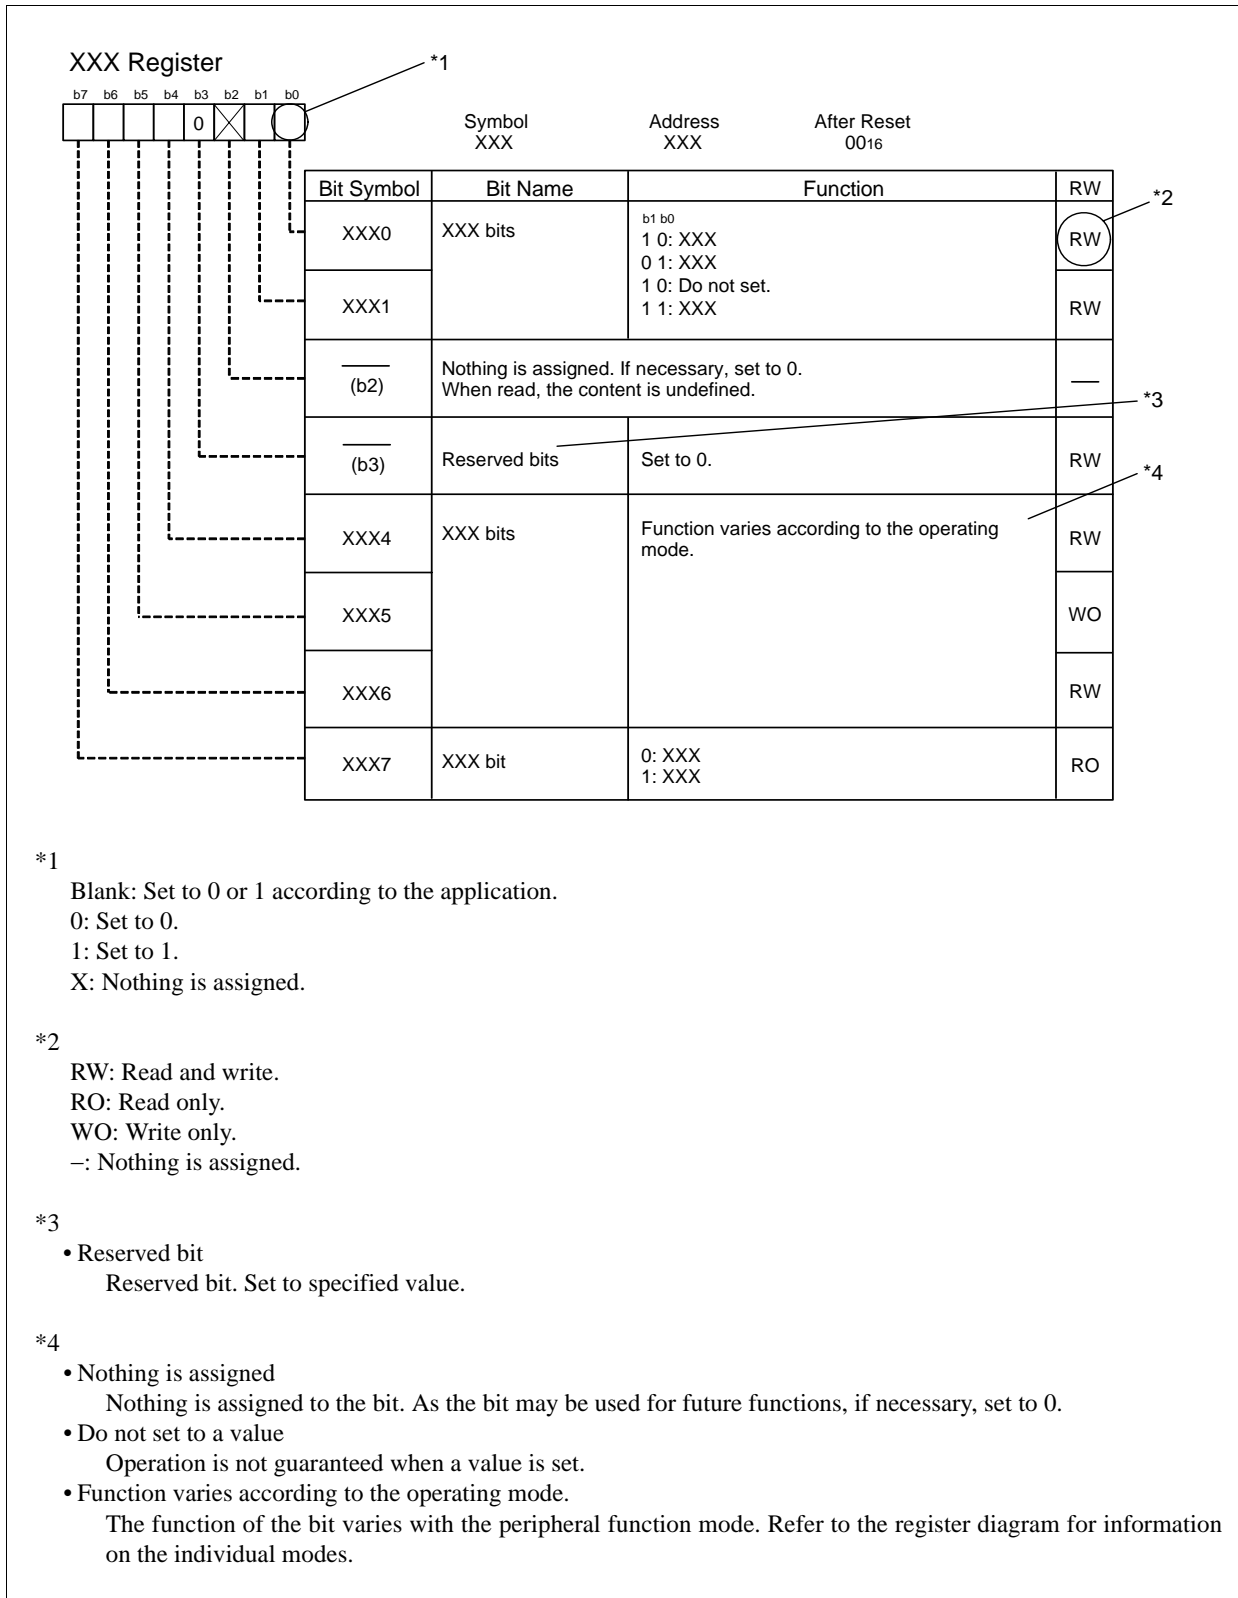 XXX Register
*1
b7 b6 b5 b4 b3 b2 b1 b0
0
Symbol Address After Reset
XXX XXX 0016
Bit Symbol Bit Name Function RW
*2
XXX0 XXX bits
b1 b0
1 0: XXX
0 1: XXX
1 0: Do not set.
1 1: XXX
RW
XXX1 RW
(b2)
Nothing is assigned. If necessary, set to 0.
When read, the content is undefined.
—
*3
(b3) Reserved bits Set to 0. RW
*4
XXX4 XXX bits
Function varies according to the operating
mode.
RW
XXX5 WO
XXX6 RW
XXX7 XXX bit
0: XXX
1: XXX
RO
*1
Blank: Set to 0 or 1 according to the application.
0: Set to 0.
1: Set to 1.
X: Nothing is assigned.
*2
RW: Read and write.
RO: Read only.
WO: Write only.
−: Nothing is assigned.
*3
• Reserved bit
Reserved bit. Set to specified value.
*4
• Nothing is assigned
Nothing is assigned to the bit. As the bit may be used for future functions, if necessary, set to 0.
• Do not set to a value
Operation is not guaranteed when a value is set.
• Function varies according to the operating mode.
The function of the bit varies with the peripheral function mode. Refer to the register diagram for information
on the individual modes.